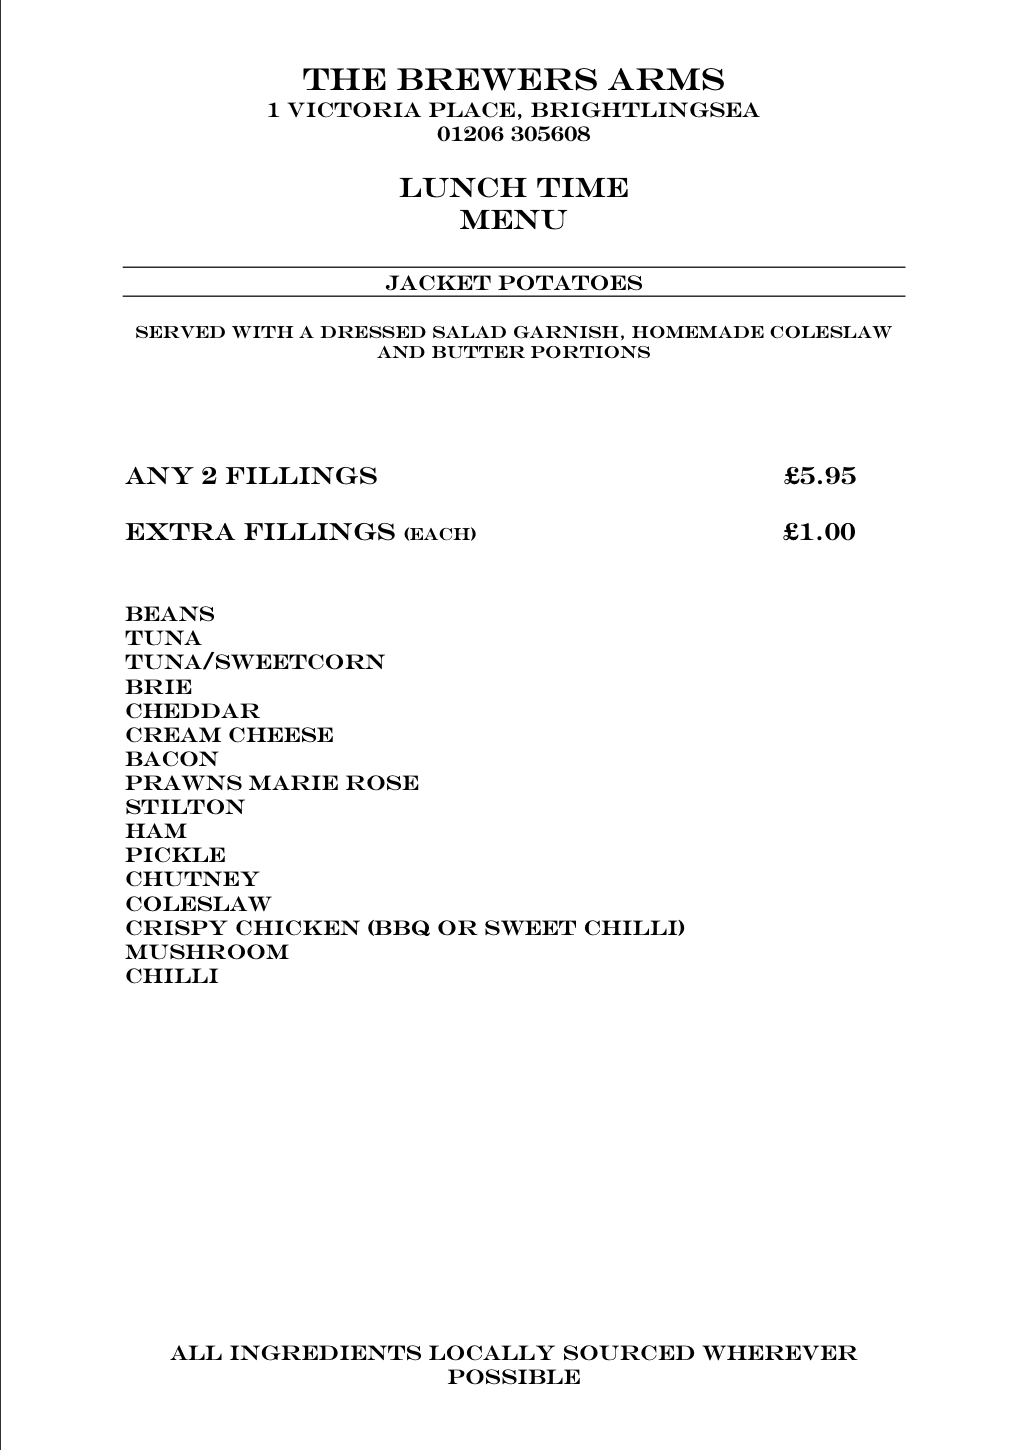 THE BREWERS ARMS
1 VICTORIA PLACE, BRIGHTLINGSEA
01206 305608
LUNCH TIME
MENU
JACKET POTATOES
SERVED WITH A DRESSED SALAD GARNISH, HOMEMADE COLESLAW
AND BUTTER PORTIONS
ANY 2 FILLINGS £5.95
EXTRA FILLINGS (EACH) £1.00
BEANS
TUNA
TUNA/SWEETCORN
BRIE
CHEDDAR
CREAM CHEESE
BACON
PRAWNS MARIE ROSE
STILTON
HAM
PICKLE
CHUTNEY
COLESLAW
CRISPY CHICKEN (BBQ OR SWEET CHILLI)
MUSHROOM
CHILLI
ALL INGREDIENTS LOCALLY SOURCED WHEREVER
POSSIBLE